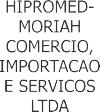 HIPROMED-
MORIAH
COMERCIO,
IMPORTACAO
E SERVICOS
LTDA